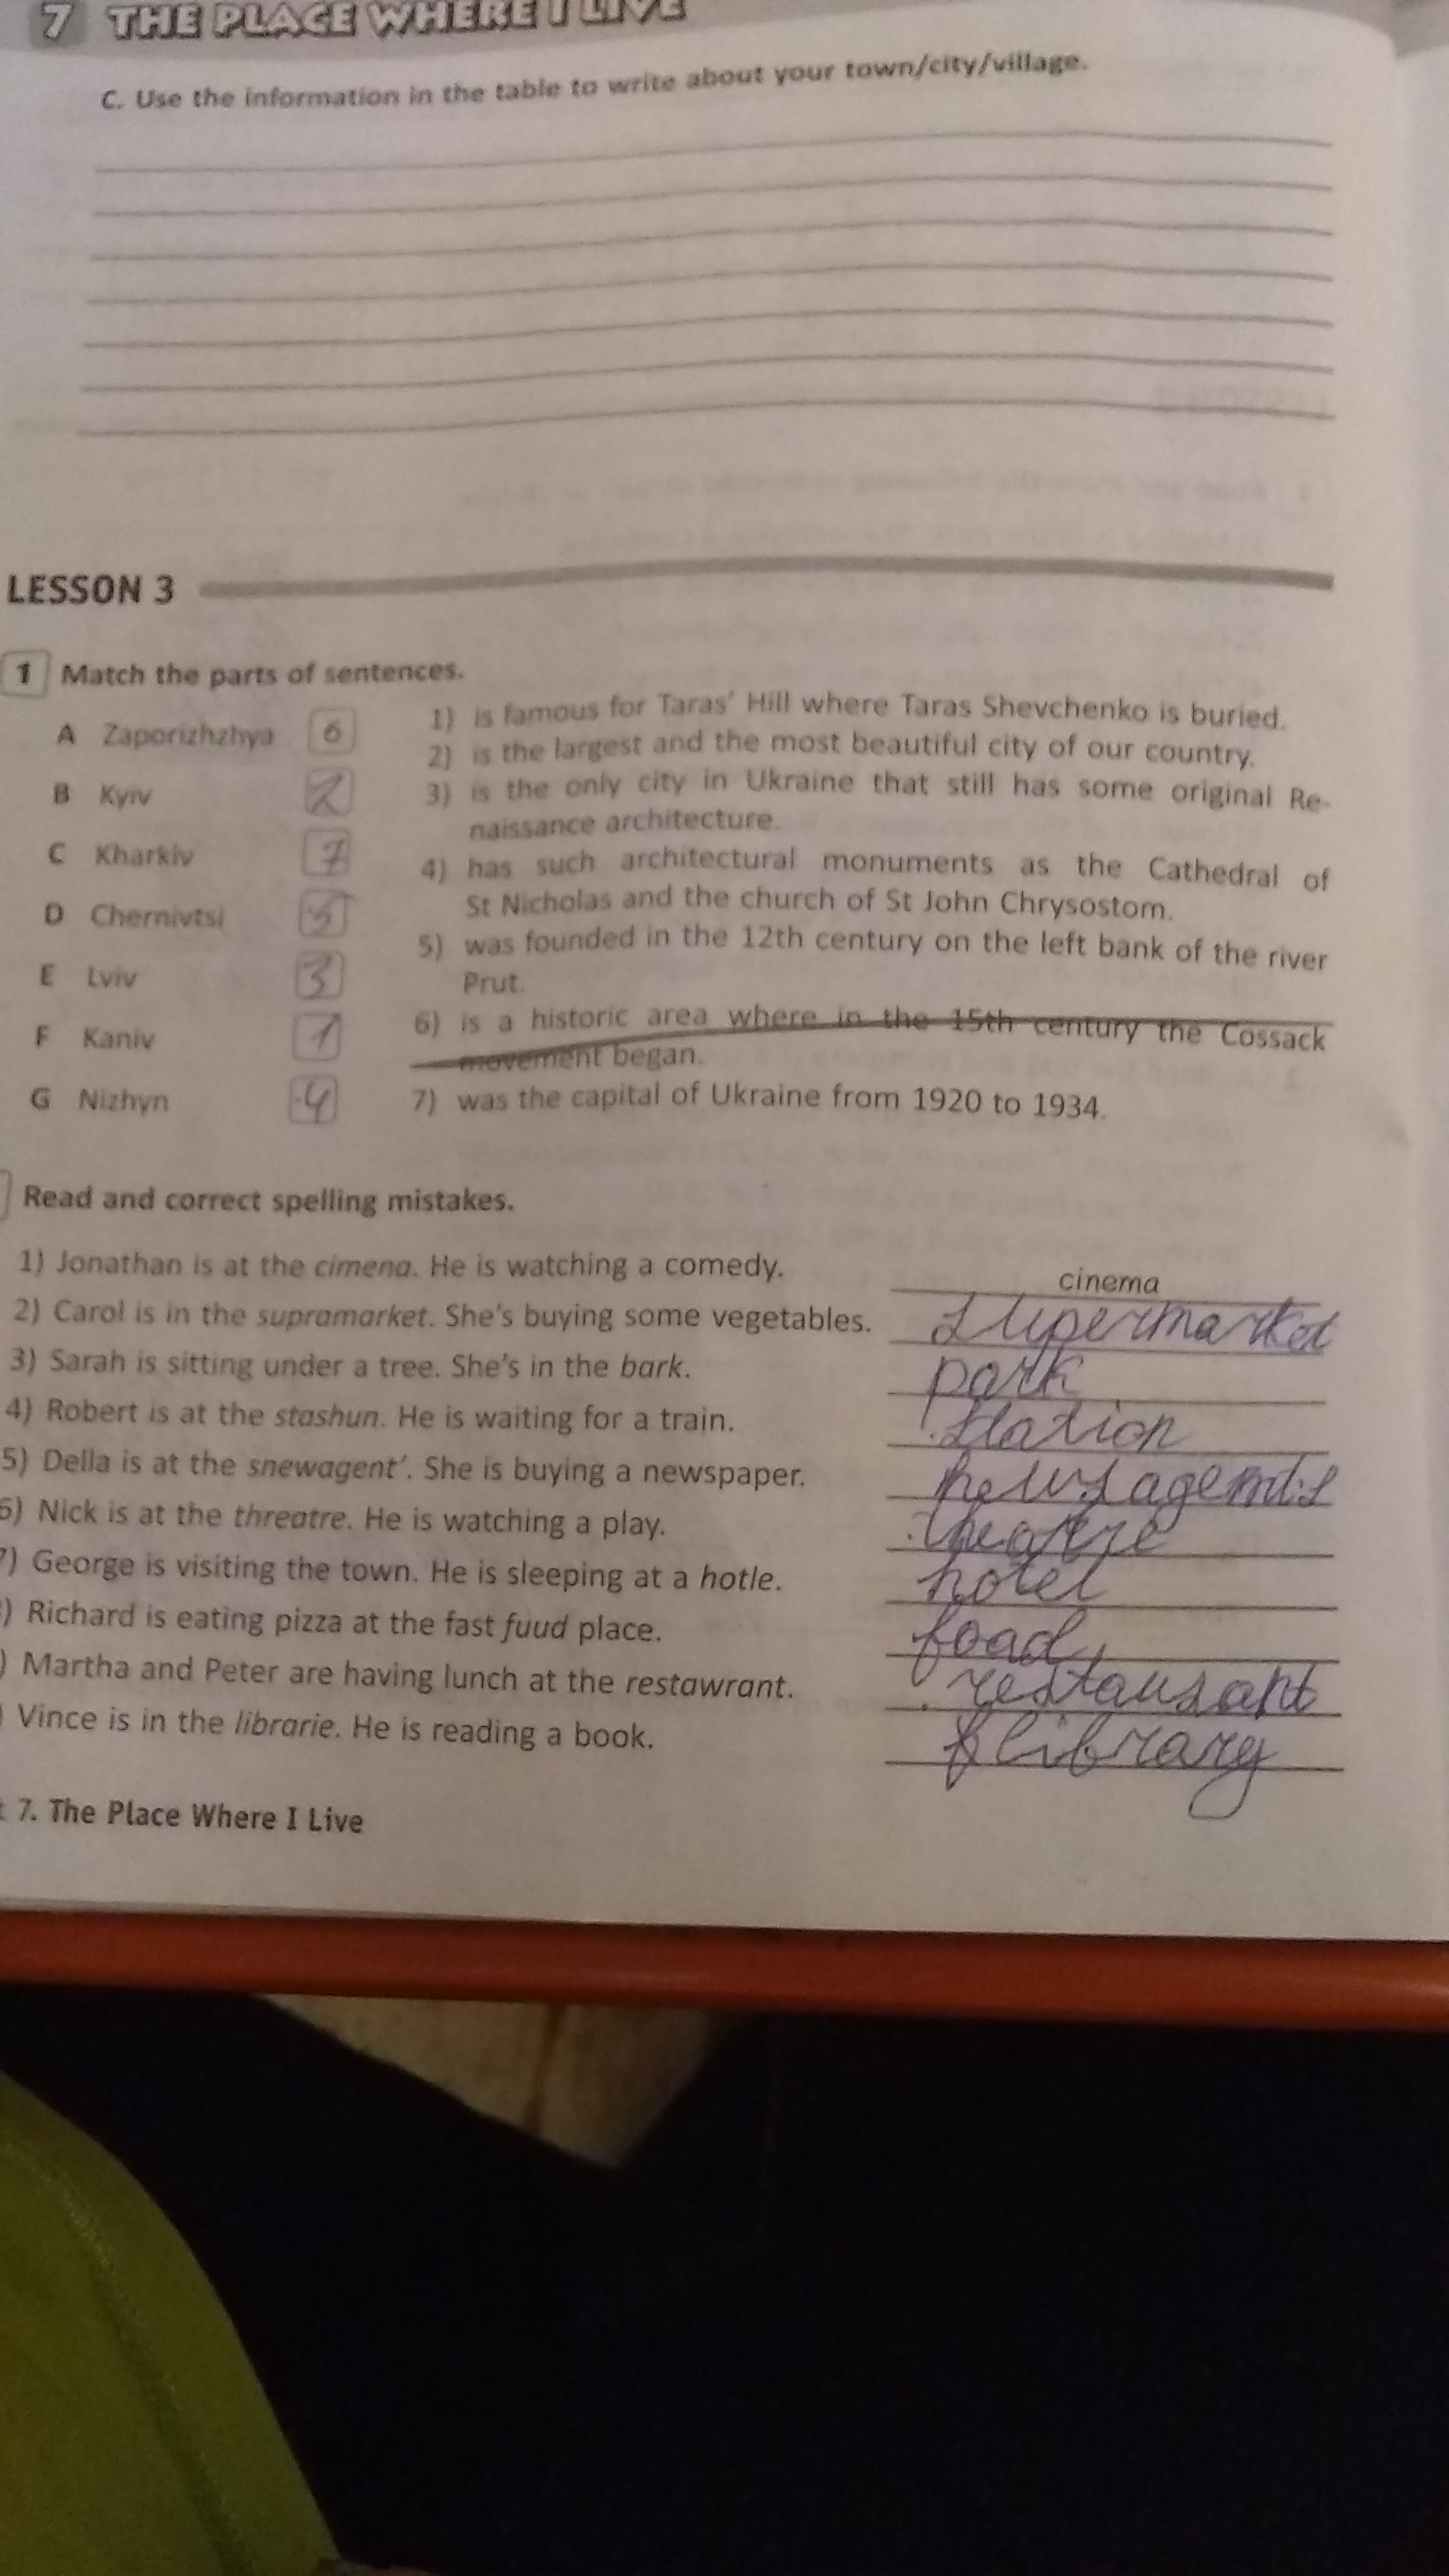 7 THE PLACE WHERE I LIVE
C. Use the information in the table to write about your town/city/village.
LESSON 3
1 Match the parts of sentences.
A Zaporizhzhya 6
B Kyiv 2
C Kharkiv 7
D Chernivtsi 5
E Lviv 3
F Kaniv 1
G Nizhyn 4
1) is famous for Taras' Hill where Taras Shevchenko is buried.
2) is the largest and the most beautiful city of our country.
3) is the only city in Ukraine that still has some original Re-
naissance architecture.
4) has such architectural monuments as the Cathedral of
St Nicholas and the church of St John Chrysostom.
5) was founded in the 12th century on the left bank of the river
Prut.
6) is a historic area where in the 15th century the Cossack
movement began.
7) was the capital of Ukraine from 1920 to 1934.
Read and correct spelling mistakes.
1) Jonathan is at the cimena. He is watching a comedy. cinema
2) Carol is in the supromarket. She's buying some vegetables. supermarket
3) Sarah is sitting under a tree. She's in the bark. park
4) Robert is at the stashun. He is waiting for a train. station
5) Della is at the snewagent'. She is buying a newspaper. newsagents
6) Nick is at the threatre. He is watching a play. theatre
7) George is visiting the town. He is sleeping at a hotle. hotel
) Richard is eating pizza at the fast fuud place. food
) Martha and Peter are having lunch at the restawrant. restaurant
) Vince is in the librarie. He is reading a book. library
7. The Place Where I Live